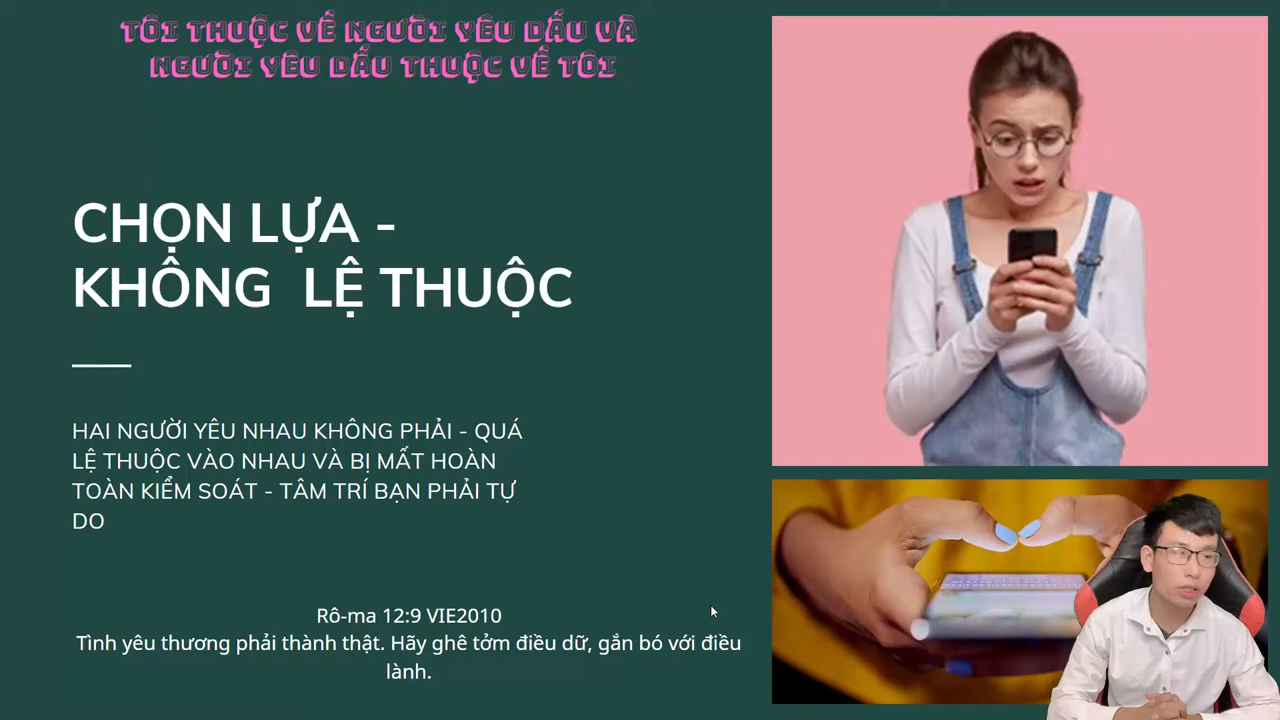 TÔI THUỘC VỀ NGƯỜI YÊU DẤU VÀ
NGƯỜI YÊU DẤU THUỘC VỀ TÔI
CHỌN LỰA -
KHÔNG LỆ THUỘC
HAI NGƯỜI YÊU NHAU KHÔNG PHẢI - QUÁ
LỆ THUỘC VÀO NHAU VÀ BỊ MẤT HOÀN
TOÀN KIỂM SOÁT - TÂM TRÍ BẠN PHẢI TỰ
DO
Rô-ma 12:9 VIE2010
Tình yêu thương phải thành thật. Hãy ghê tởm điều dữ, gắn bó với điều
lành.